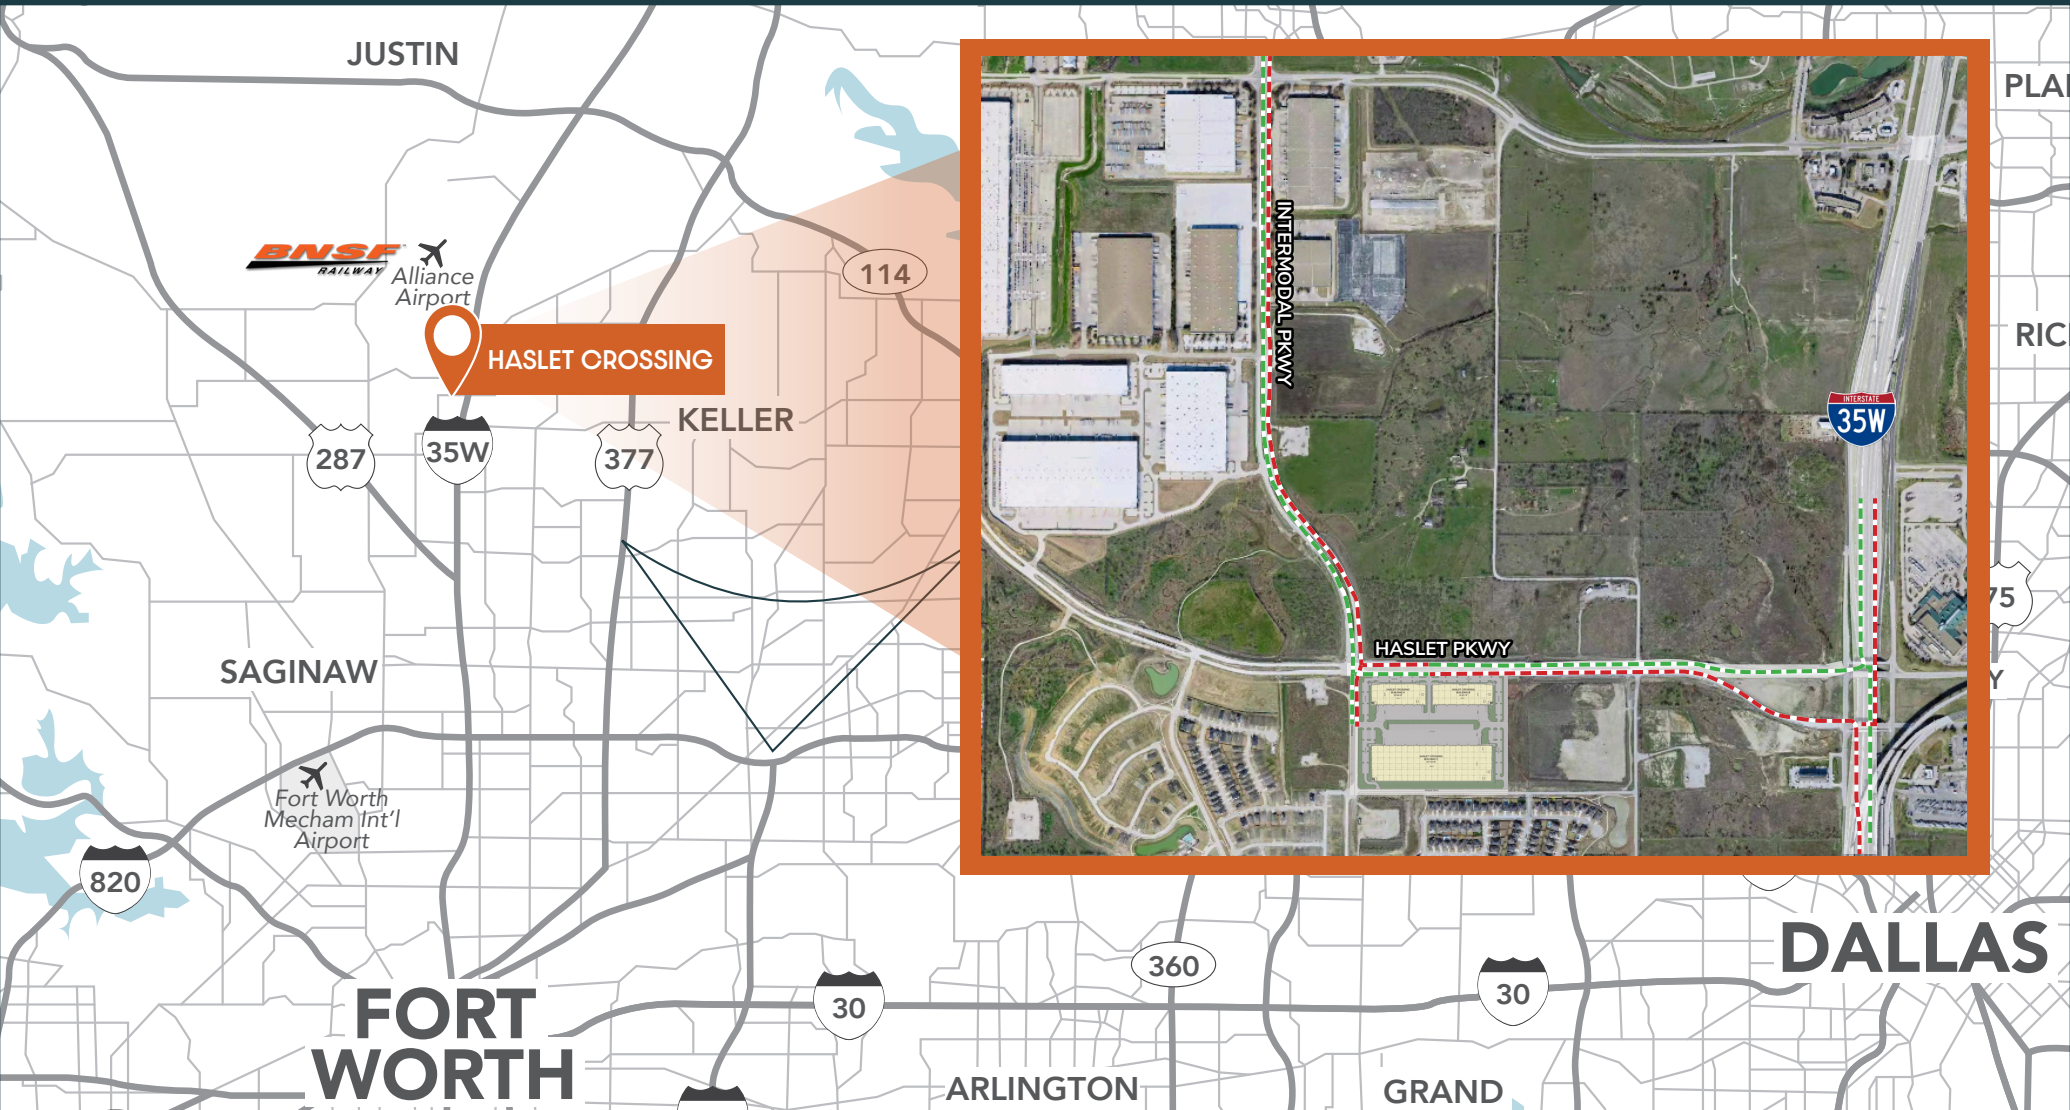 JUSTIN
BNSF
RAILWAY
Alliance
Airport
114
HASLET CROSSING
KELLER
287
35W
377
SAGINAW
Fort Worth
Mecham Int'l
Airport
820
FORT
WORTH
30
360
30
ARLINGTON
GRAND
DALLAS
PLA
RIC
75
Y
INTERMODAL PKWY
INTERSTATE
35W
HASLET PKWY